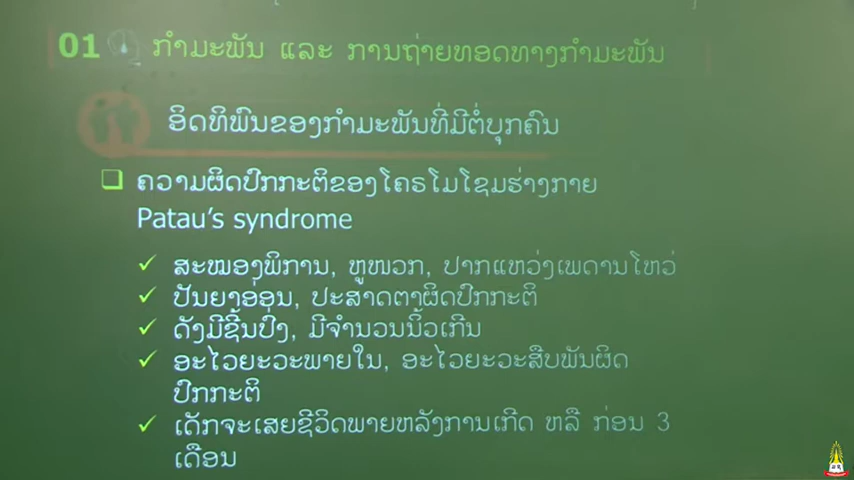 01 ກຳມະພັນ ແລະ ການຖ່າຍທອດທາງກຳມະພັນ
ອິດທິພົນຂອງກຳມະພັນທີ່ມີຕໍ່ບຸກຄົນ
❑ ຄວາມຜິດປົກກະຕິຂອງໂຄຣໂມໂຊມຮ່າງກາຍ
Patau's syndrome
✓ ສະໝອງພິການ, ຫູໜວກ, ປາກແຫວ່ງເພດານໂຫວ່
✓ ປັນຍາອ່ອນ, ປະສາດຕາຜິດປົກກະຕິ
✓ ດັງມີຊີ້ນປົ່ງ, ມີຈຳນວນນິ້ວເກີນ
✓ ອະໄວຍະວະພາຍໃນ, ອະໄວຍະວະສືບພັນຜິດ
ປົກກະຕິ
✓ ເດັກຈະເສຍຊີວິດພາຍຫລັງການເກີດ ຫລື ກ່ອນ 3
ເດືອນ